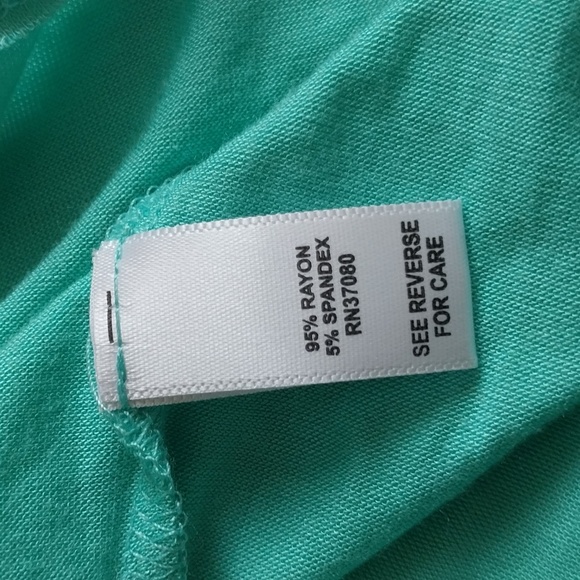 95% RAYON
5% SPANDEX
RN37080
SEE REVERSE
FOR CARE